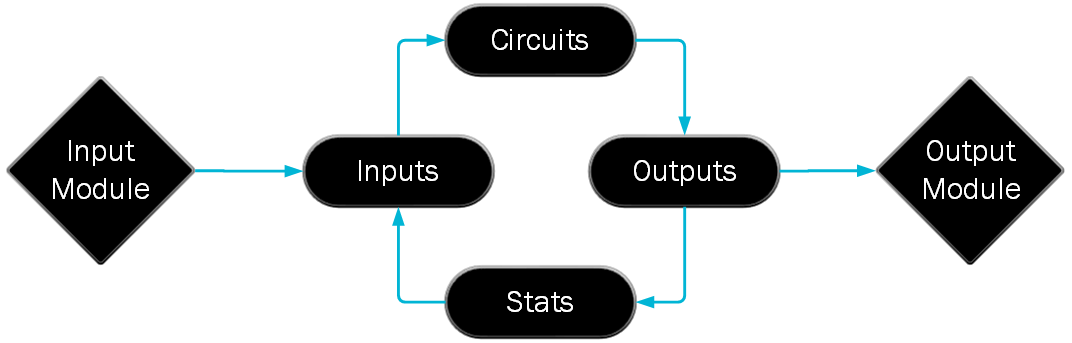 Circuits
Input
Module
Inputs
Outputs
Output
Module
Stats